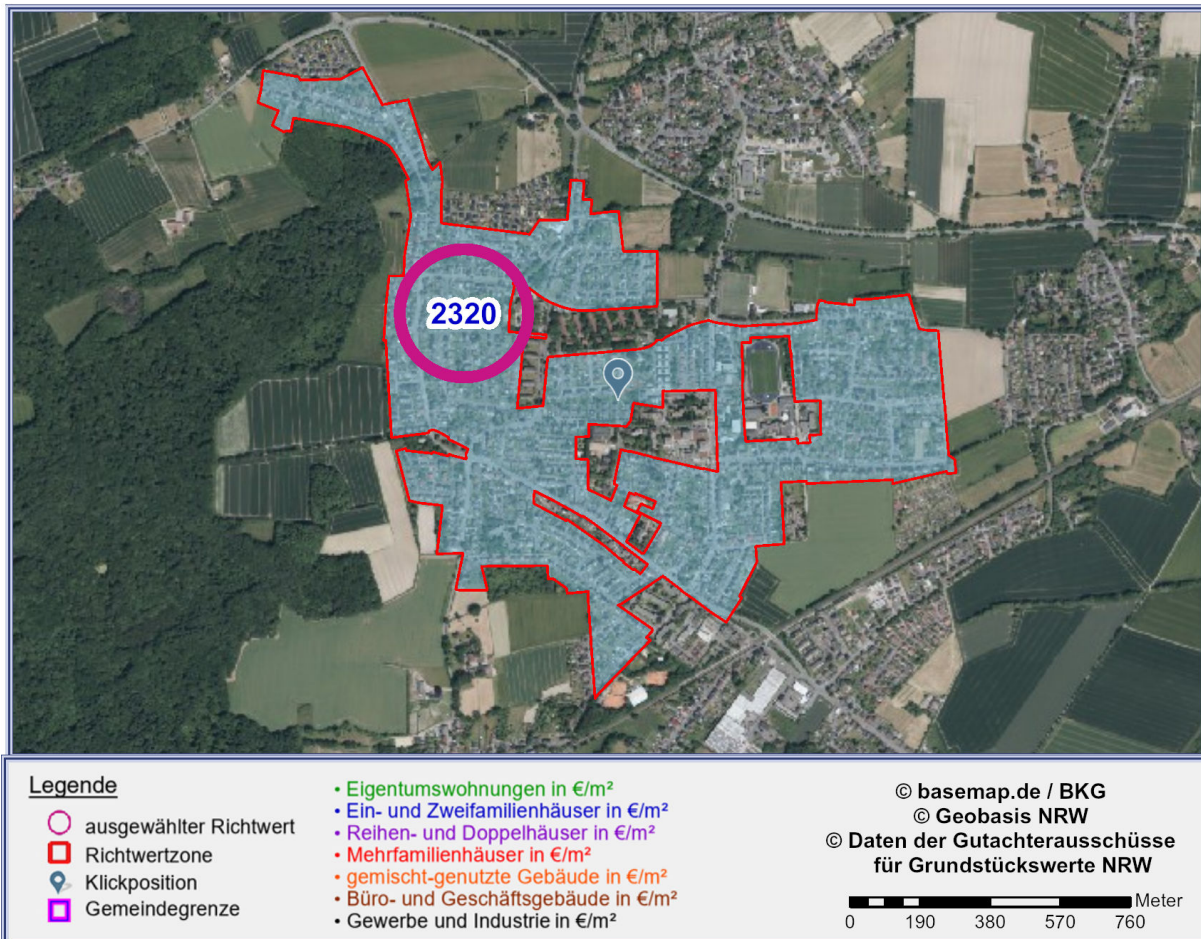 2320
Legende
ausgewählter Richtwert
Richtwertzone
Klickposition
Gemeindegrenze
• Eigentumswohnungen in €/m²
• Ein- und Zweifamilienhäuser in €/m²
• Reihen- und Doppelhäuser in €/m²
• Mehrfamilienhäuser in €/m²
• gemischt-genutzte Gebäude in €/m²
• Büro- und Geschäftsgebäude in €/m²
• Gewerbe und Industrie in €/m²
© basemap.de / BKG
© Geobasis NRW
© Daten der Gutachterausschüsse
für Grundstückswerte NRW
Meter
0 190 380 570 760